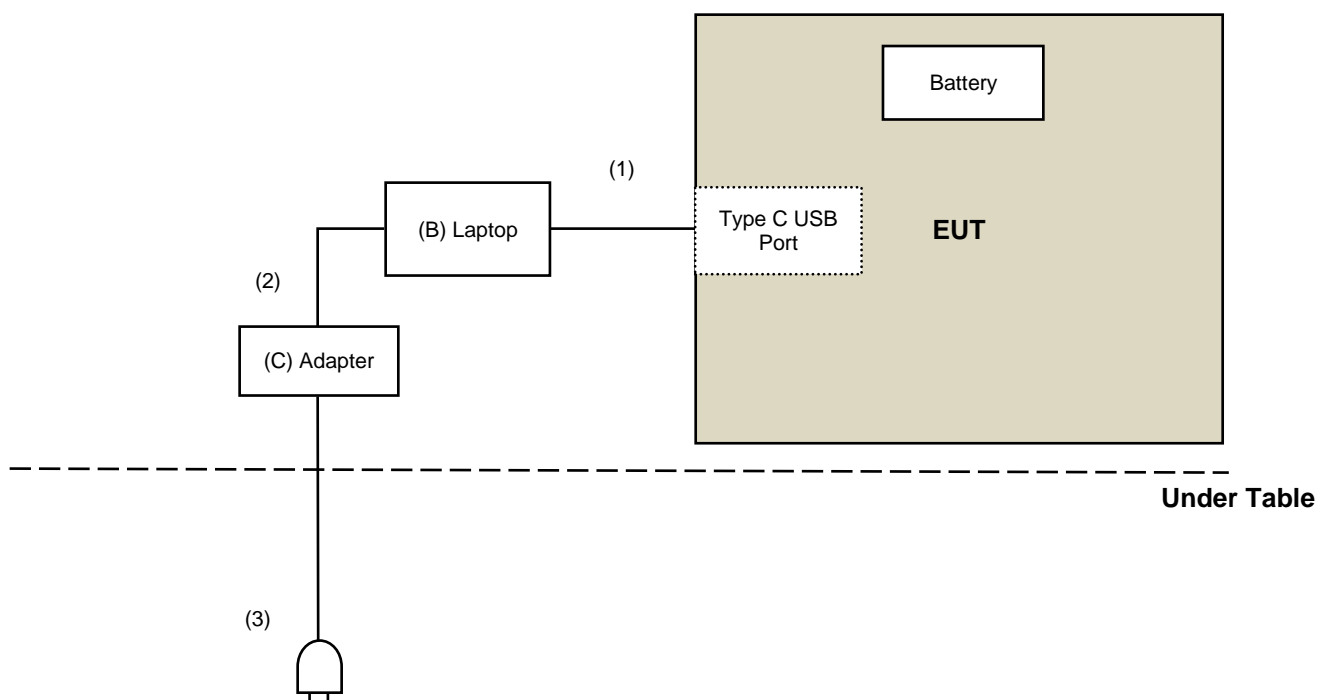 Battery
(1)
Type C USB
Port
EUT
(B) Laptop
(2)
(C) Adapter
Under Table
(3)